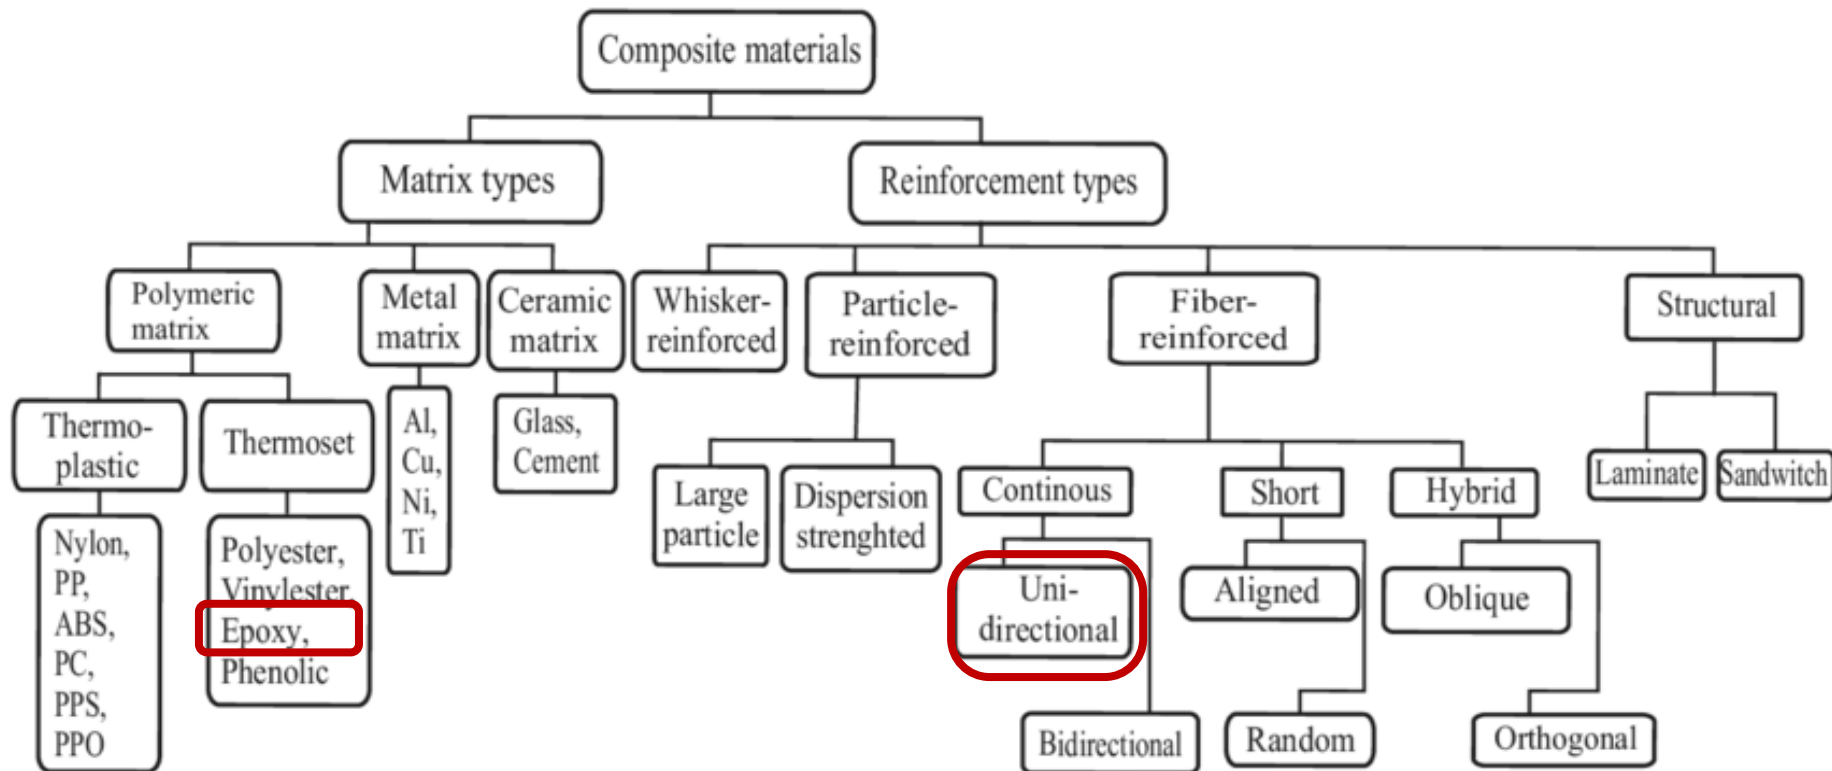 Composite materials
Matrix types
Reinforcement types
Polymeric
matrix
Metal
matrix
Ceramic
matrix
Whisker-
reinforced
Particle-
reinforced
Fiber-
reinforced
Structural
Thermo-
plastic
Thermoset
Al,
Cu,
Ni,
Ti
Glass,
Cement
Large
particle
Dispersion
strenghted
Continous
Short
Hybrid
Laminate
Sandwitch
Nylon,
PP,
ABS,
PC,
PPS,
PPO
Polyester,
Vinylester,
Epoxy,
Phenolic
Uni-
directional
Aligned
Oblique
Bidirectional
Random
Orthogonal